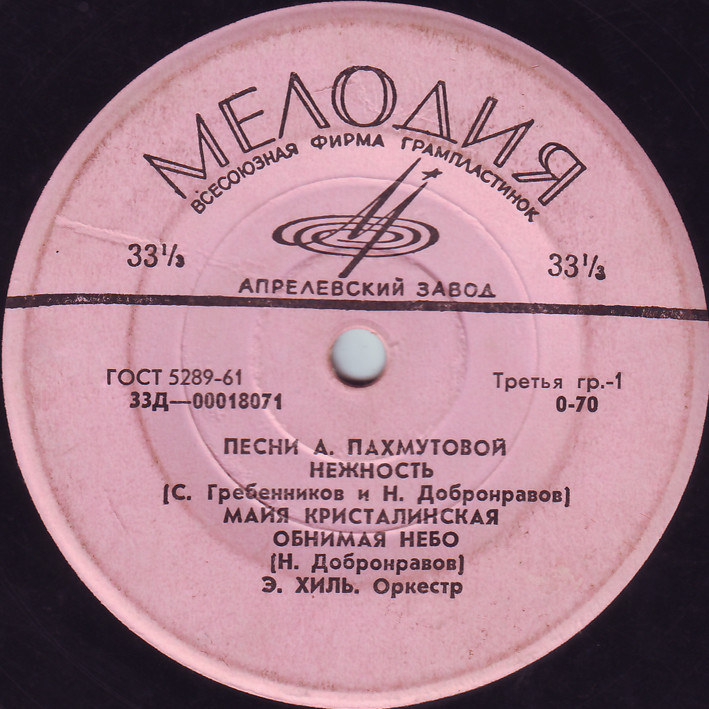 МЕЛОДИЯ
ВСЕСОЮЗНАЯ ФИРМА ГРАМПЛАСТИНОК
33⅓ 33⅓
АПРЕЛЕВСКИЙ ЗАВОД
ГОСТ 5289-61 Третья гр.-1
33Д—00018071 0-70
ПЕСНИ А. ПАХМУТОВОЙ
НЕЖНОСТЬ
(С. Гребенников и Н. Добронравов)
МАЙЯ КРИСТАЛИНСКАЯ
ОБНИМАЯ НЕБО
(Н. Добронравов)
Э. ХИЛЬ. Оркестр